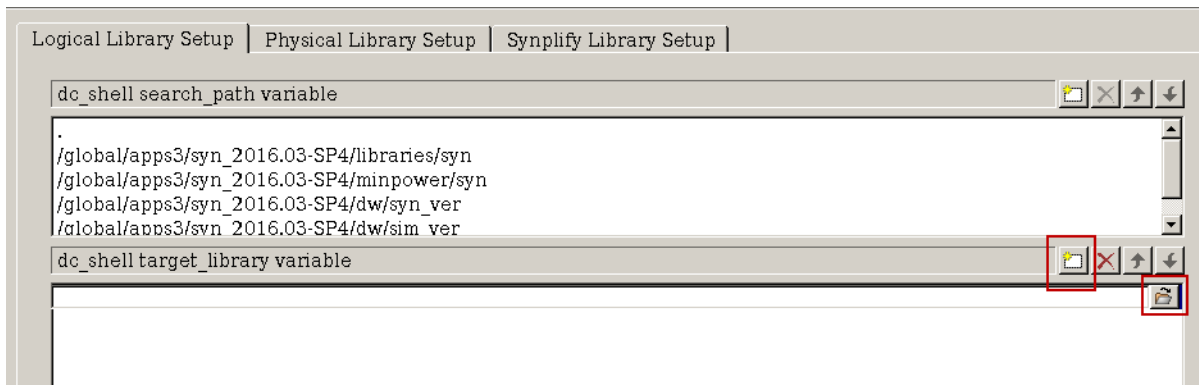 Logical Library Setup Physical Library Setup Synplify Library Setup
dc_shell search_path variable
.
/global/apps3/syn_2016.03-SP4/libraries/syn
/global/apps3/syn_2016.03-SP4/minpower/syn
/global/apps3/syn_2016.03-SP4/dw/syn_ver
/global/apps3/syn_2016.03-SP4/dw/sim_ver
dc_shell target_library variable